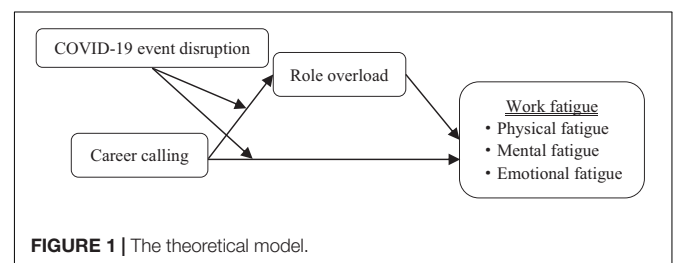 COVID-19 event disruption
Role overload
Career calling
Work fatigue
• Physical fatigue
• Mental fatigue
• Emotional fatigue
FIGURE 1 | The theoretical model.